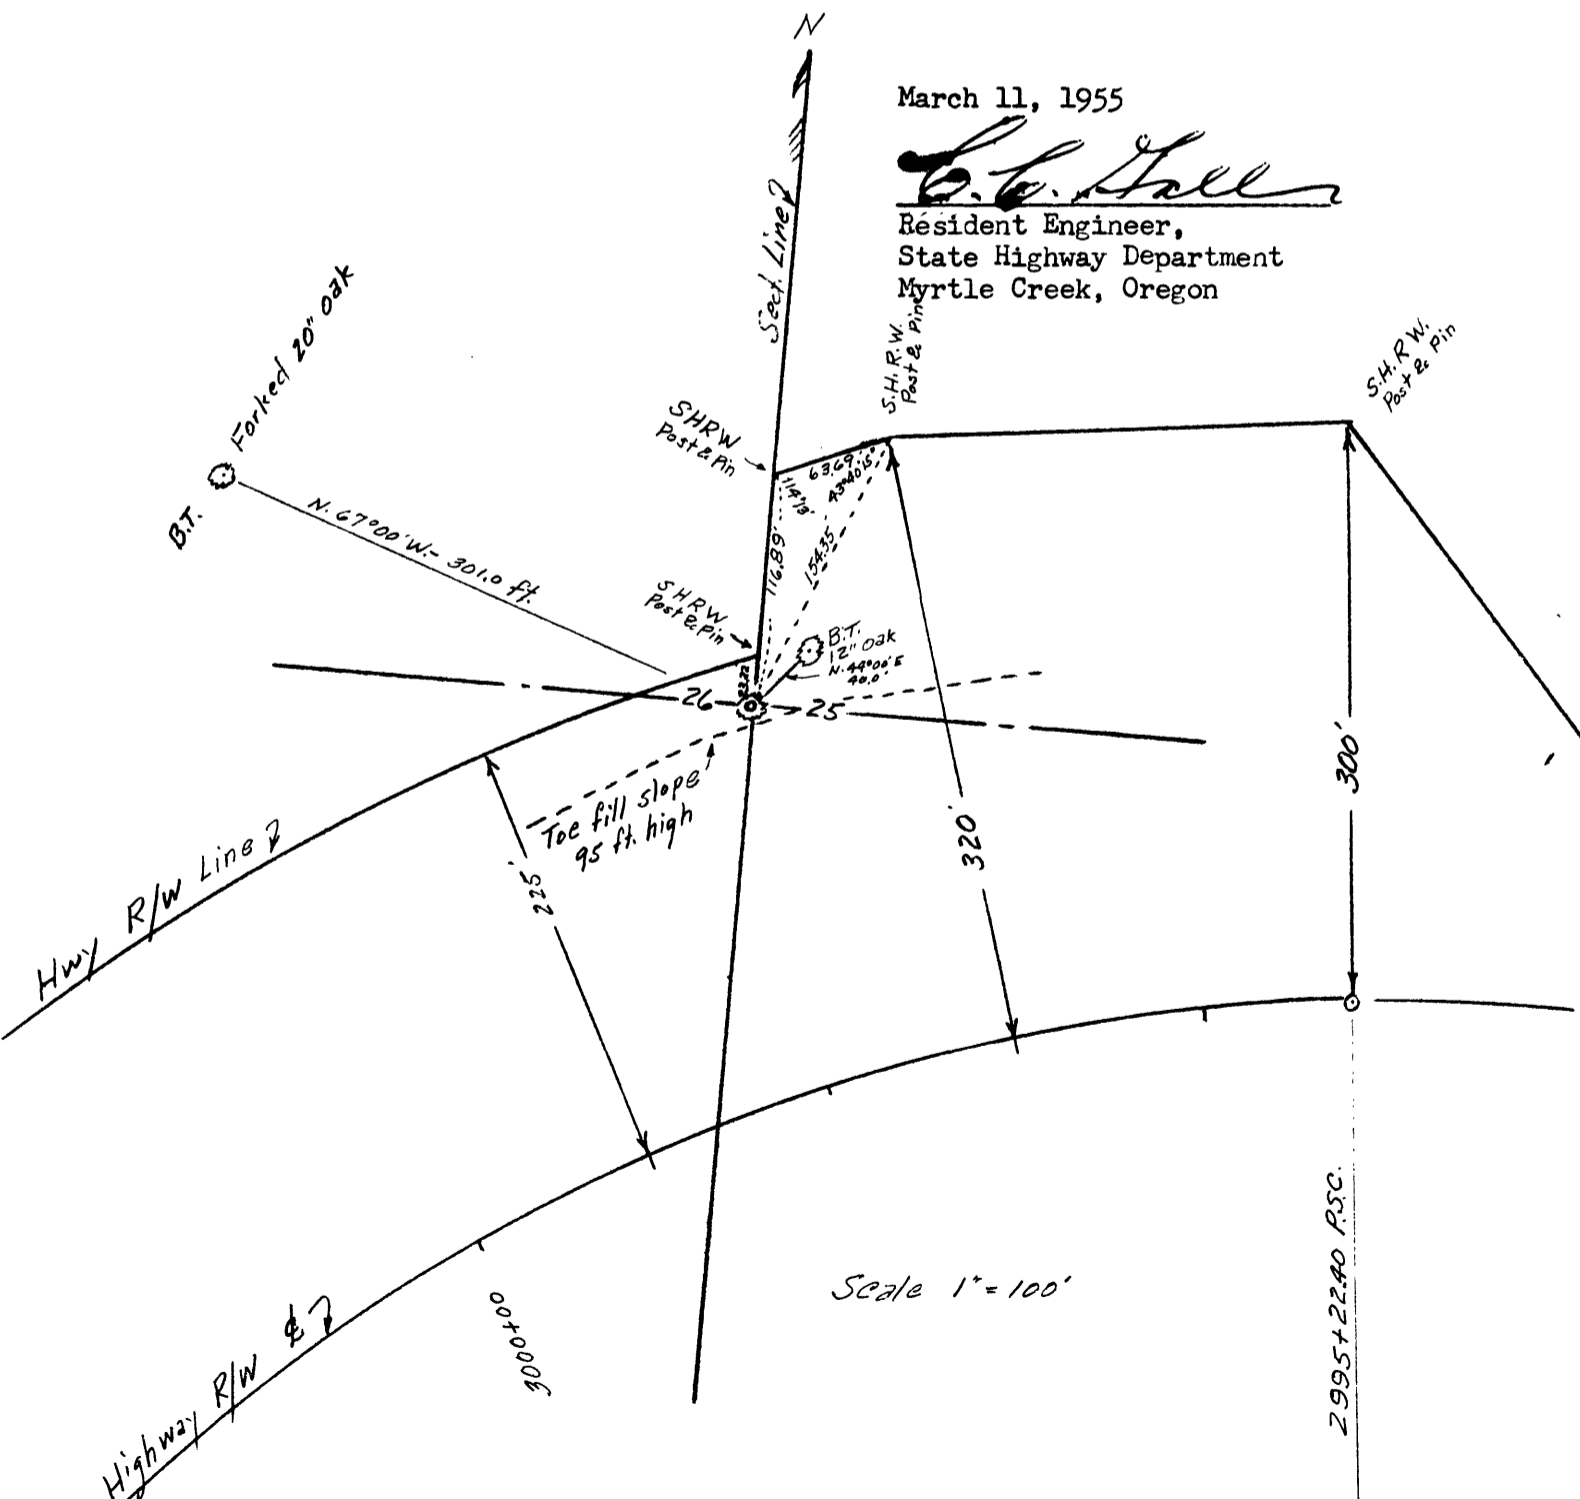 N
March 11, 1955
Resident Engineer,
State Highway Department
Myrtle Creek, Oregon
Sect. Line
Forked 20" oak
B.T.
N. 67°00' W. - 301.0 ft.
SHRW
Post & Pin
S.H.R.W.
Post & Pin
S.H.R.W.
Post & Pin
63.69
43°40'15"
114°13'
116.89'
154.35
SHRW
Post & Pin
B.T.
12" Oak
N. 44°00' E
40.0'
26
25
Toe fill slope
95 ft. high
225'
320'
300'
Hwy R/W Line
Highway R/W ℄
3000+00
Scale 1" = 100'
2995+22.40 P.S.C.